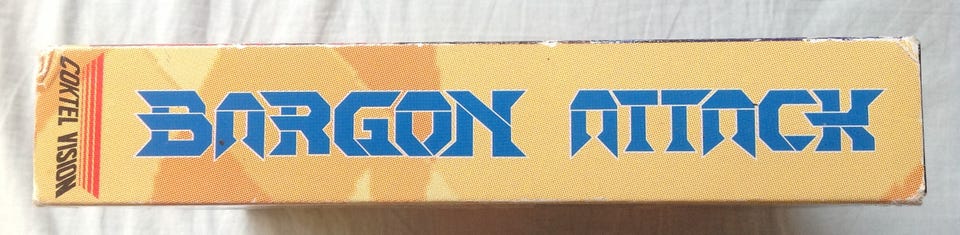 COKTEL VISION
BARGON ATTACK